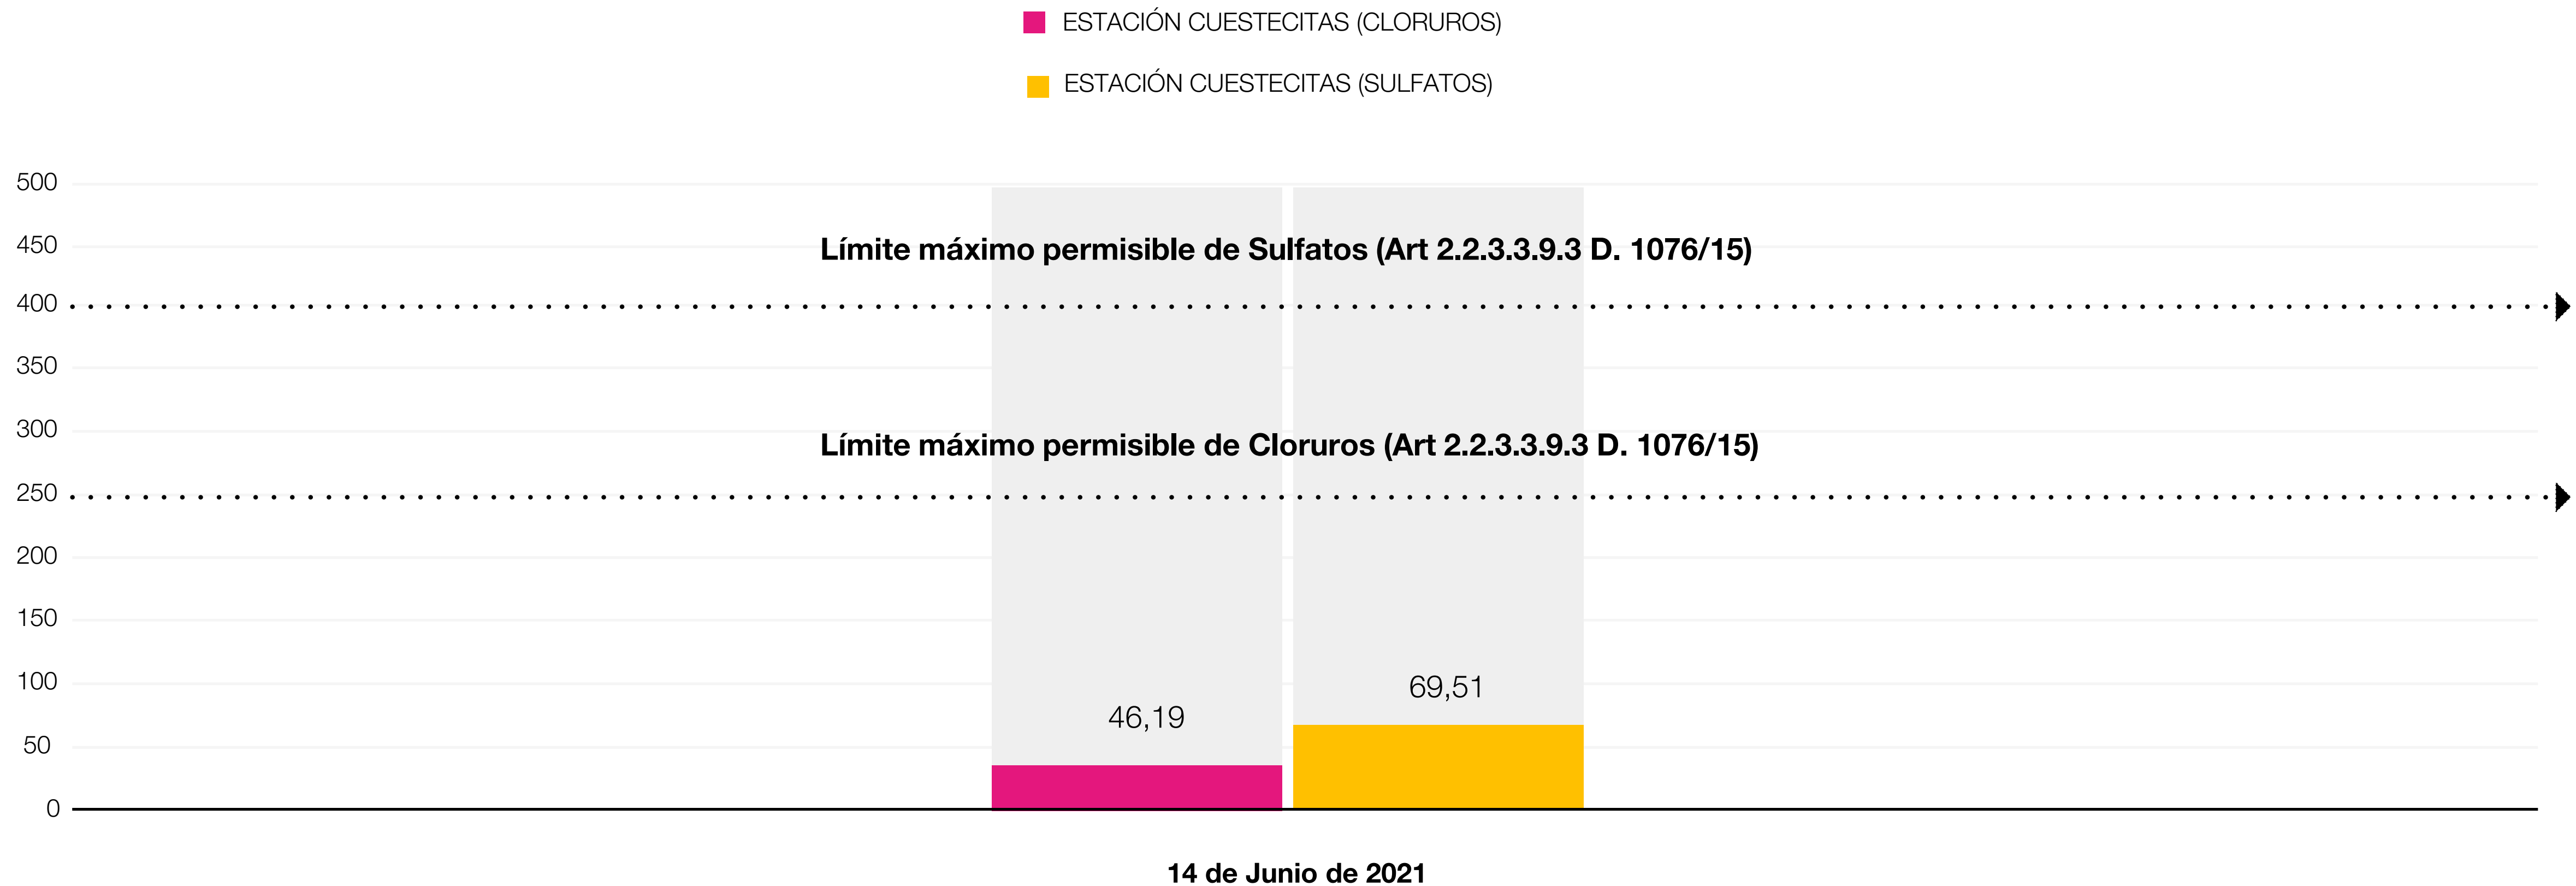 ESTACIÓN CUESTECITAS (CLORUROS)
ESTACIÓN CUESTECITAS (SULFATOS)
500
450
Límite máximo permisible de Sulfatos (Art 2.2.3.3.9.3 D. 1076/15)
400
350
300
Límite máximo permisible de Cloruros (Art 2.2.3.3.9.3 D. 1076/15)
250
200
150
100
69,51
46,19
50
0
14 de Junio de 2021